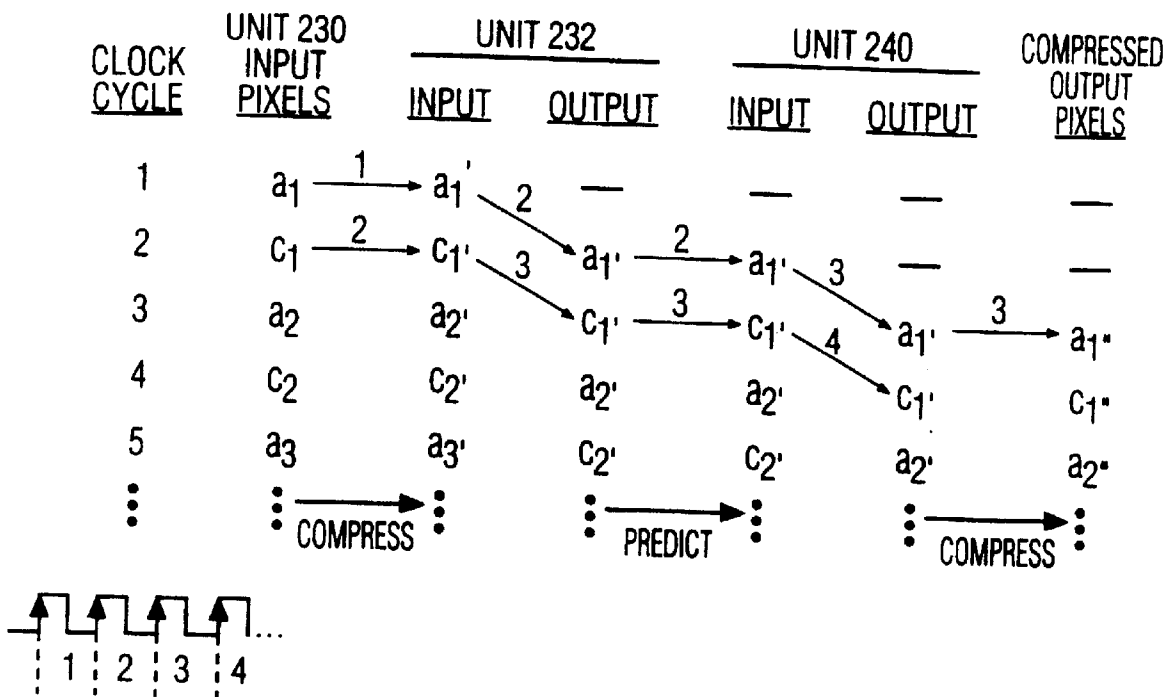 CLOCK CYCLE UNIT 230 INPUT PIXELS UNIT 232 UNIT 240 COMPRESSED OUTPUT PIXELS
INPUT OUTPUT INPUT OUTPUT
1 a1 1 a1' 2 — — — —
2 c1 2 c1' 3 a1' 2 a1' 3 — —
3 a2 a2' c1' 3 c1' 4 a1' 3 a1"
4 c2 c2' a2' a2' c1' c1"
5 a3 a3' c2' c2' a2' a2"
COMPRESS PREDICT COMPRESS
1 2 3 4 ...